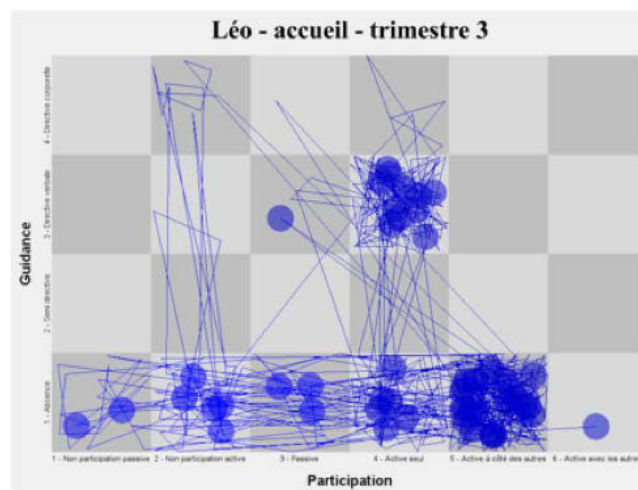 Léo - accueil - trimestre 3
4 - Directive corporelle
3 - Directive verbale
2 - Semi directive
1 - Absence
Guidance
1 - Non participation passive
2 - Non participation active
3 - Passive
4 - Active seul
5 - Active à côté des autres
6 - Active avec les autres
Participation